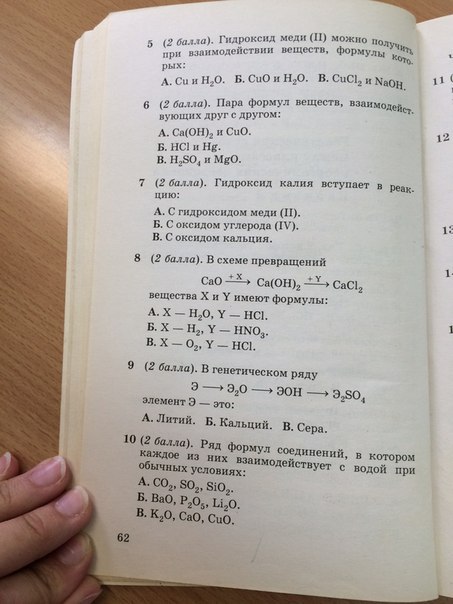 5 (2 балла). Гидроксид меди (II) можно получить
при взаимодействии веществ, формулы кото-
рых:
А. Cu и H₂O. Б. CuO и H₂O. В. CuCl₂ и NaOH.
6 (2 балла). Пара формул веществ, взаимодейст-
вующих друг с другом:
А. Ca(OH)₂ и CuO.
Б. HCl и Hg.
В. H₂SO₄ и MgO.
7 (2 балла). Гидроксид калия вступает в реак-
цию:
А. С гидроксидом меди (II).
Б. С оксидом углерода (IV).
В. С оксидом кальция.
8 (2 балла). В схеме превращений
CaO —+X→ Ca(OH)₂ —+Y→ CaCl₂
вещества X и Y имеют формулы:
А. X — H₂O, Y — HCl.
Б. X — H₂, Y — HNO₃.
В. X — O₂, Y — HCl.
9 (2 балла). В генетическом ряду
Э → Э₂O → ЭOH → Э₂SO₄
элемент Э — это:
А. Литий. Б. Кальций. В. Сера.
10 (2 балла). Ряд формул соединений, в котором
каждое из них взаимодействует с водой при
обычных условиях:
А. CO₂, SO₂, SiO₂.
Б. BaO, P₂O₅, Li₂O.
В. K₂O, CaO, CuO.
62
11
12